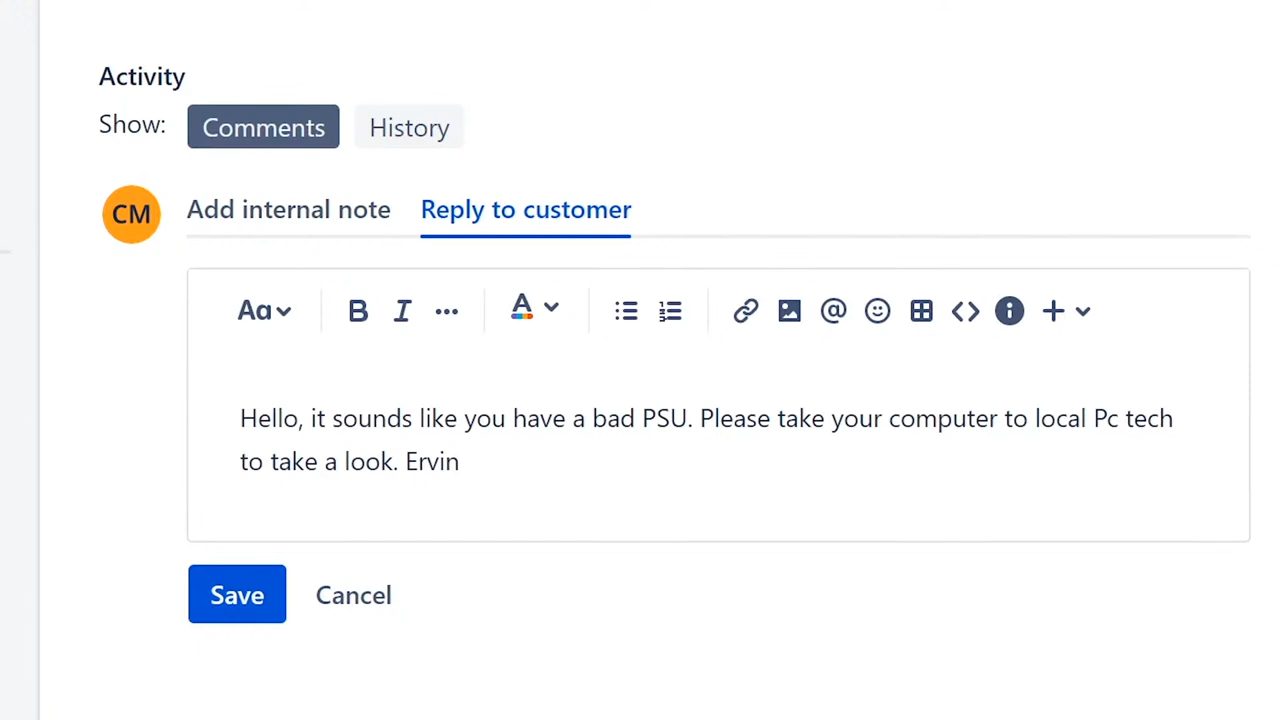 Activity
Show: Comments History
CM Add internal note Reply to customer
Aa B I ... A @ +
Hello, it sounds like you have a bad PSU. Please take your computer to local Pc tech
to take a look. Ervin
Save Cancel